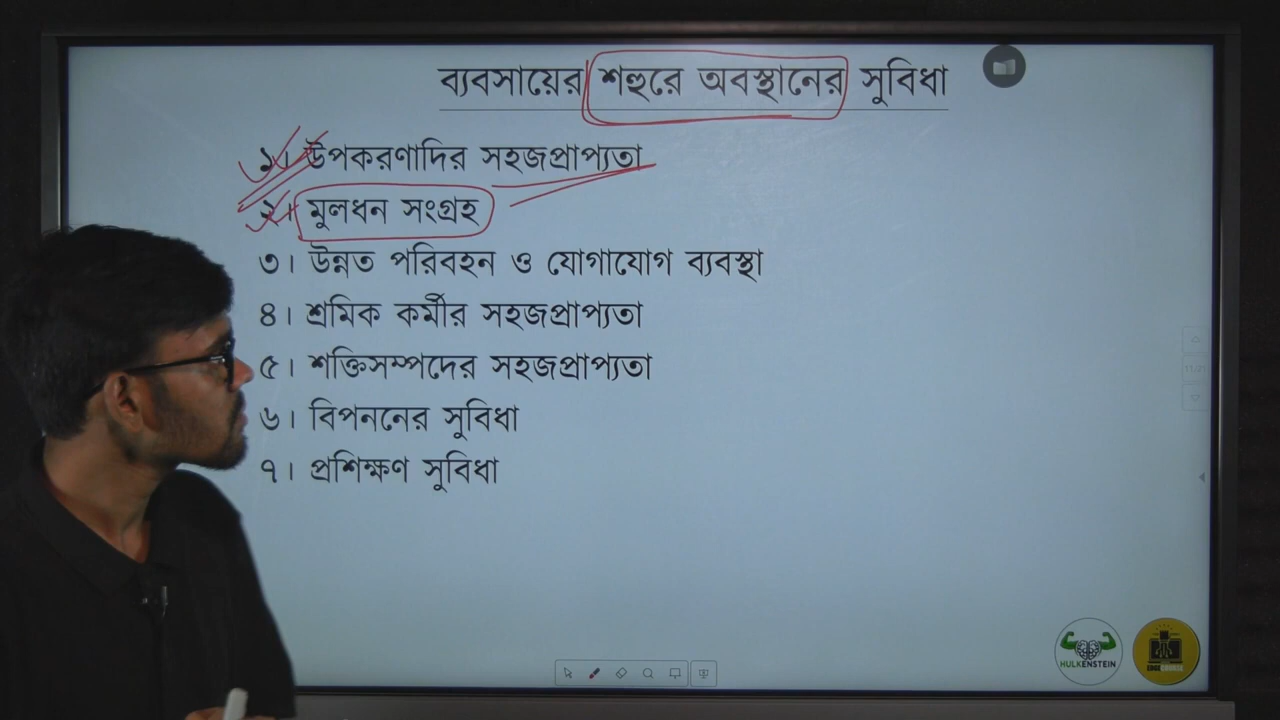 ব্যবসায়ের শহুরে অবস্থানের সুবিধা
১। উপকরণাদির সহজপ্রাপ্যতা
২। মুলধন সংগ্রহ
৩। উন্নত পরিবহন ও যোগাযোগ ব্যবস্থা
৪। শ্রমিক কর্মীর সহজপ্রাপ্যতা
৫। শক্তিসম্পদের সহজপ্রাপ্যতা
৬। বিপননের সুবিধা
৭। প্রশিক্ষণ সুবিধা
HULKENSTEIN